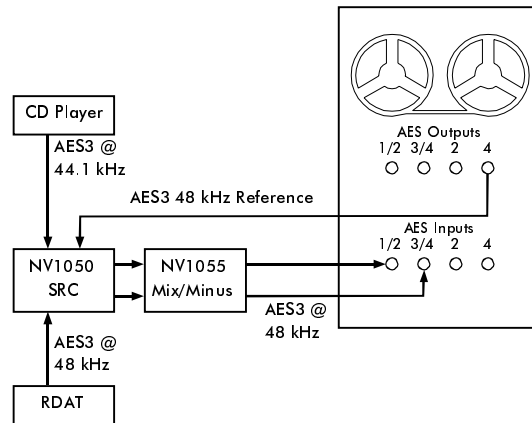 AES Outputs
1/2 3/4 2 4
CD Player
AES3 @
44.1 kHz
AES3 48 kHz Reference
AES Inputs
1/2 3/4 2 4
NV1050
SRC
NV1055
Mix/Minus
AES3 @
48 kHz
AES3 @
48 kHz
RDAT